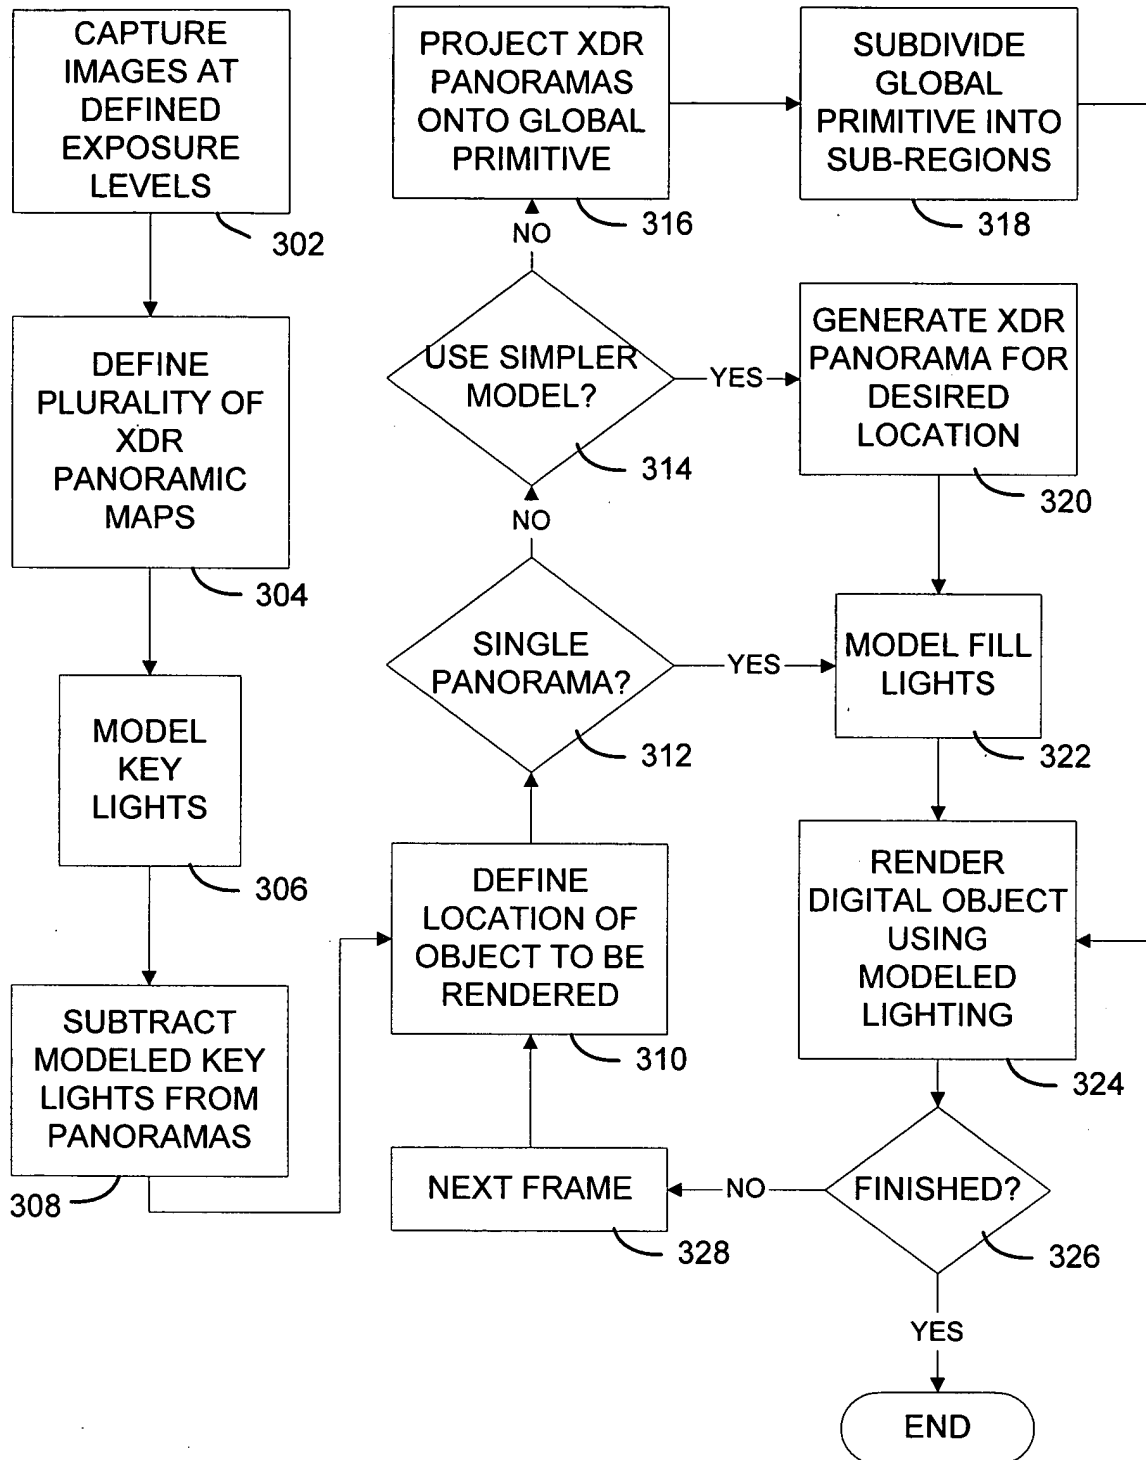 CAPTURE
IMAGES AT
DEFINED
EXPOSURE
LEVELS
302
DEFINE
PLURALITY OF
XDR
PANORAMIC
MAPS
304
MODEL
KEY
LIGHTS
306
SUBTRACT
MODELED KEY
LIGHTS FROM
PANORAMAS
308
DEFINE
LOCATION OF
OBJECT TO BE
RENDERED
310
SINGLE
PANORAMA?
312
YES
NO
USE SIMPLER
MODEL?
314
YES
NO
PROJECT XDR
PANORAMAS
ONTO GLOBAL
PRIMITIVE
316
SUBDIVIDE
GLOBAL
PRIMITIVE INTO
SUB-REGIONS
318
GENERATE XDR
PANORAMA FOR
DESIRED
LOCATION
320
MODEL FILL
LIGHTS
322
RENDER
DIGITAL OBJECT
USING
MODELED
LIGHTING
324
FINISHED?
326
NO
NEXT FRAME
328
YES
END